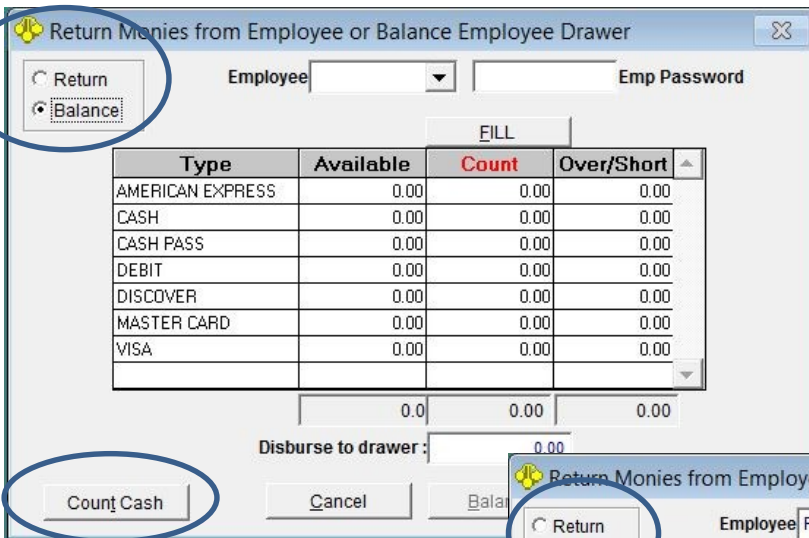 Return Monies from Employee or Balance Employee Drawer
Return
Balance
Employee
Emp Password
FILL
Type Available Count Over/Short
AMERICAN EXPRESS 0.00 0.00 0.00
CASH 0.00 0.00 0.00
CASH PASS 0.00 0.00 0.00
DEBIT 0.00 0.00 0.00
DISCOVER 0.00 0.00 0.00
MASTER CARD 0.00 0.00 0.00
VISA 0.00 0.00 0.00
0.0 0.00 0.00
Disburse to drawer : 0.00
Count Cash Cancel
Return Monies from
Return
Employee